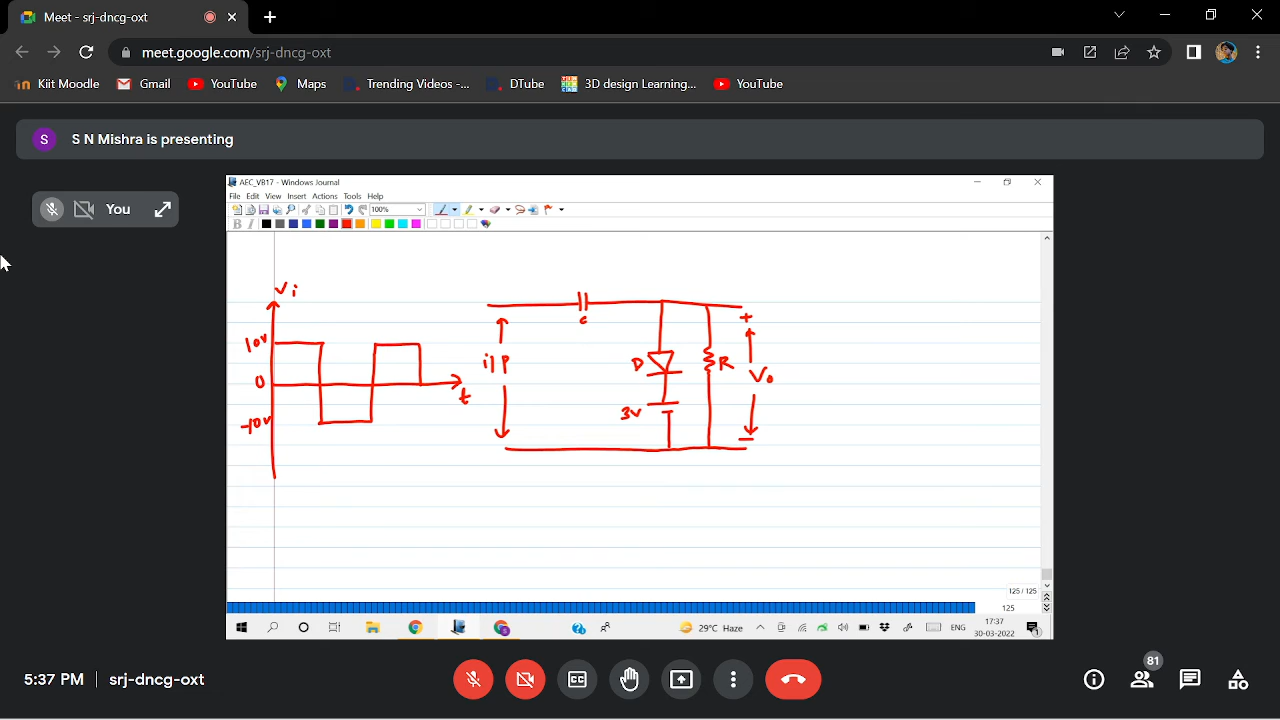 Meet - srj-dncg-oxt
meet.google.com/srj-dncg-oxt
Kiit Moodle Gmail YouTube Maps Trending Videos -... DTube 3D design Learning... YouTube
S S N Mishra is presenting
You
AEC_VB17 - Windows Journal
File Edit View Insert Actions Tools Help
100%
B I
Vi
10v
0
-10v
t
C
i|P
D
3v
R
+
Vo
−
125 / 125
125
29°C Haze ENG 17:37
30-03-2022 1
5:37 PM srj-dncg-oxt
CC
81